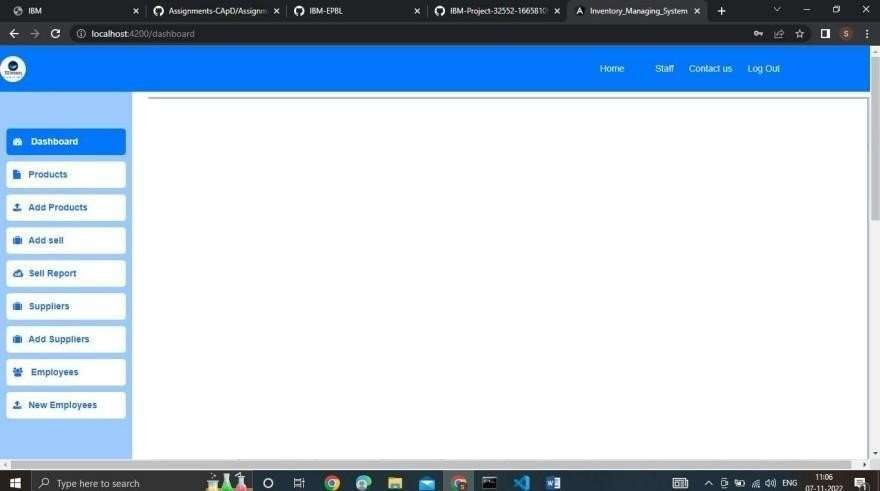 IBM
Assignments-CApD/Assignm
IBM-EPBL
IBM-Project-32552-16658101
Inventory_Managing_System
localhost:4200/dashboard
S
Home Staff Contact us Log Out
Dashboard
Products
Add Products
Add sell
Sell Report
Suppliers
Add Suppliers
Employees
New Employees
Type here to search
ENG
11:06
07-11-2022